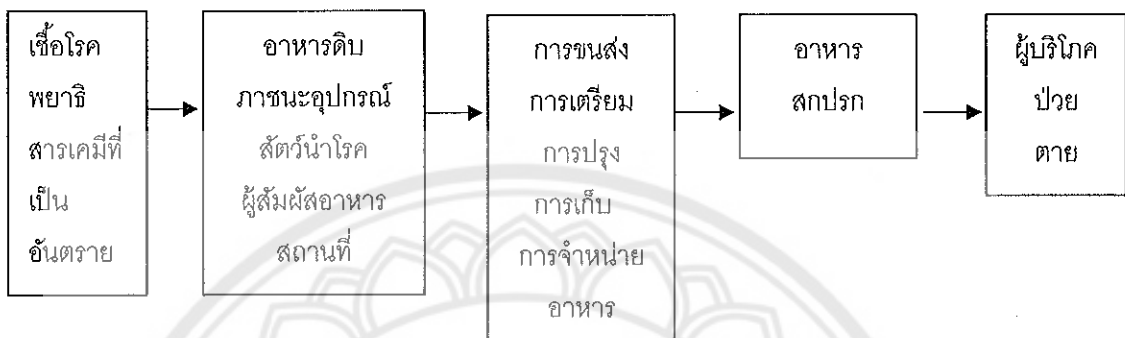 เชื้อโรค
พยาธิ
สารเคมีที่
เป็น
อันตราย
อาหารดิบ
ภาชนะอุปกรณ์
สัตว์นำโรค
ผู้สัมผัสอาหาร
สถานที่
การขนส่ง
การเตรียม
การปรุง
การเก็บ
การจำหน่าย
อาหาร
อาหาร
สกปรก
ผู้บริโภค
ป่วย
ตาย